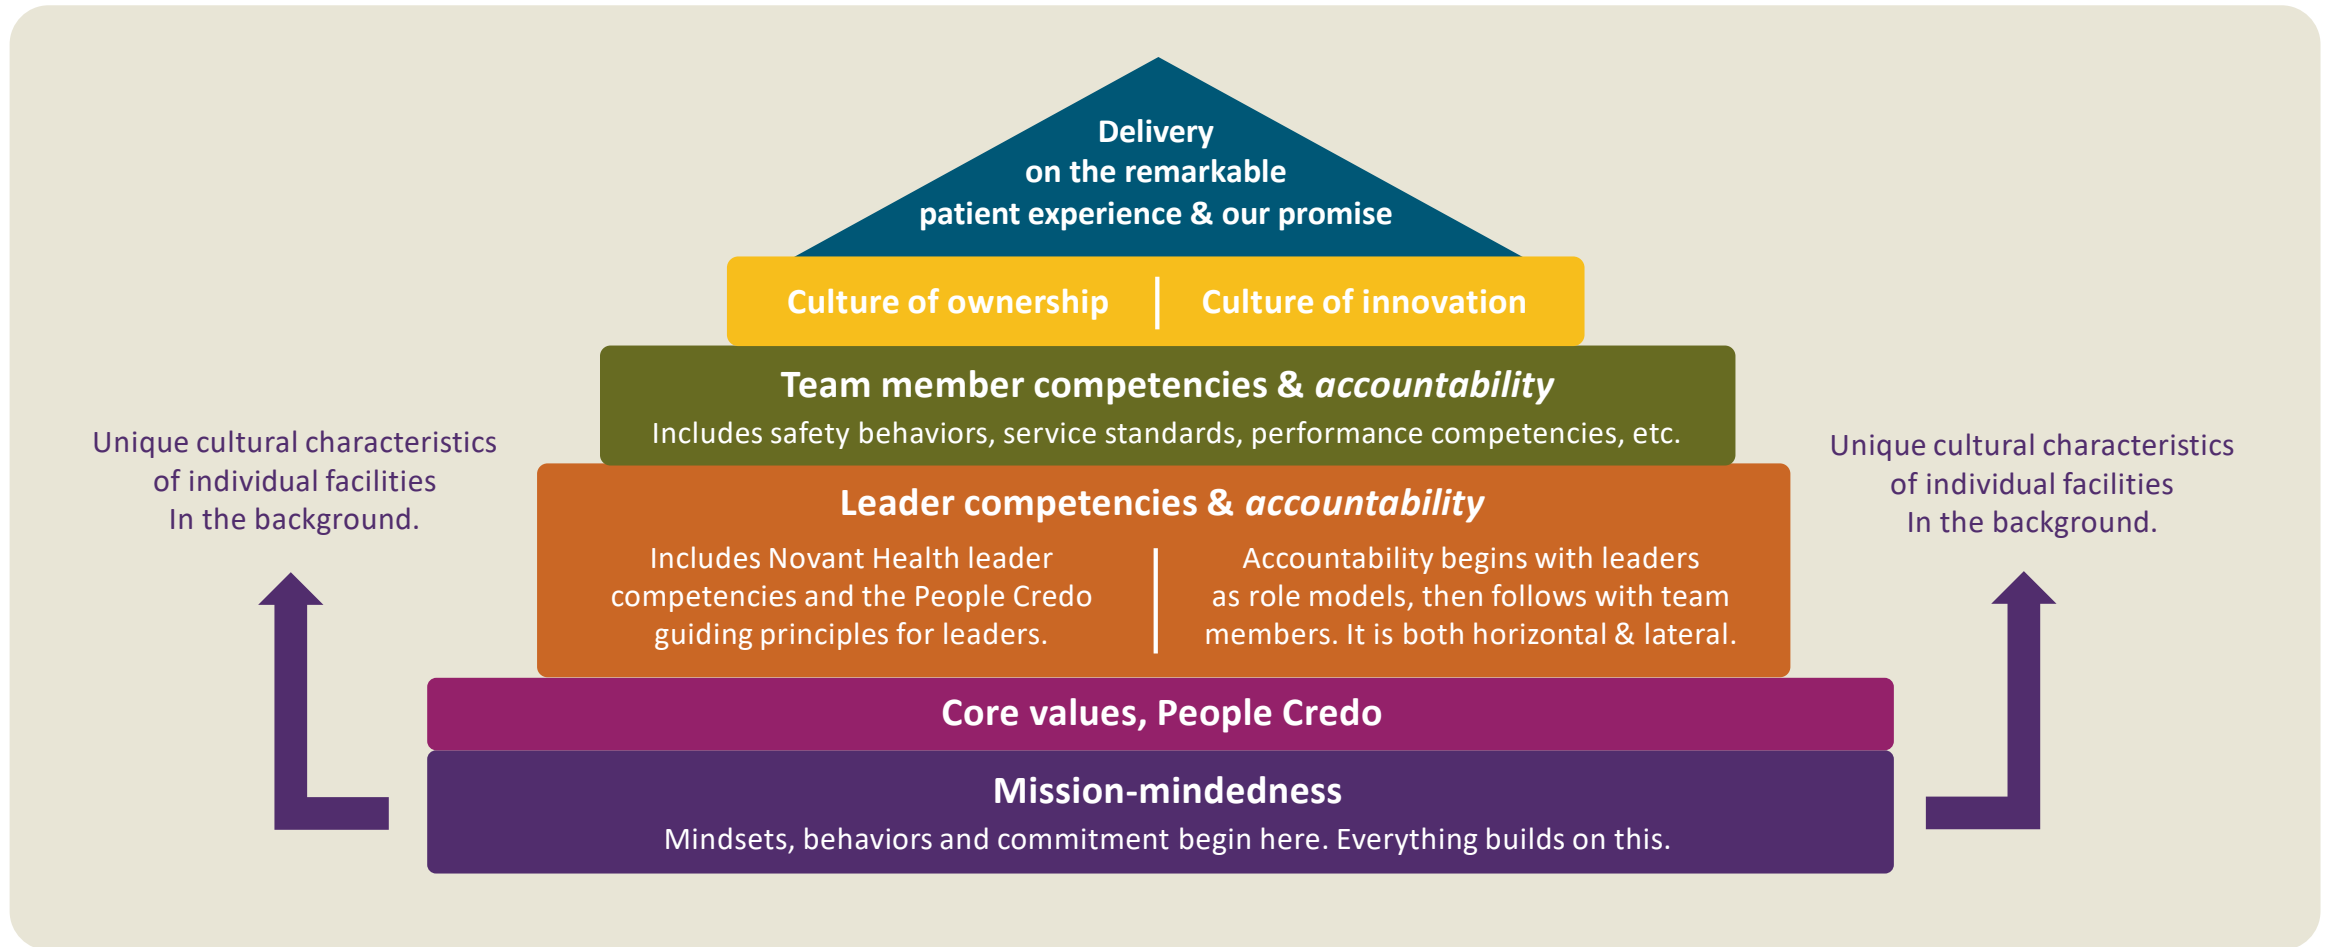 Delivery
on the remarkable
patient experience & our promise
Culture of ownership
Culture of innovation
Team member competencies & accountability
Includes safety behaviors, service standards, performance competencies, etc.
Unique cultural characteristics
of individual facilities
In the background.
Leader competencies & accountability
Includes Novant Health leader
competencies and the People Credo
guiding principles for leaders.
Accountability begins with leaders
as role models, then follows with team
members. It is both horizontal & lateral.
Unique cultural characteristics
of individual facilities
In the background.
Core values, People Credo
Mission-mindedness
Mindsets, behaviors and commitment begin here. Everything builds on this.